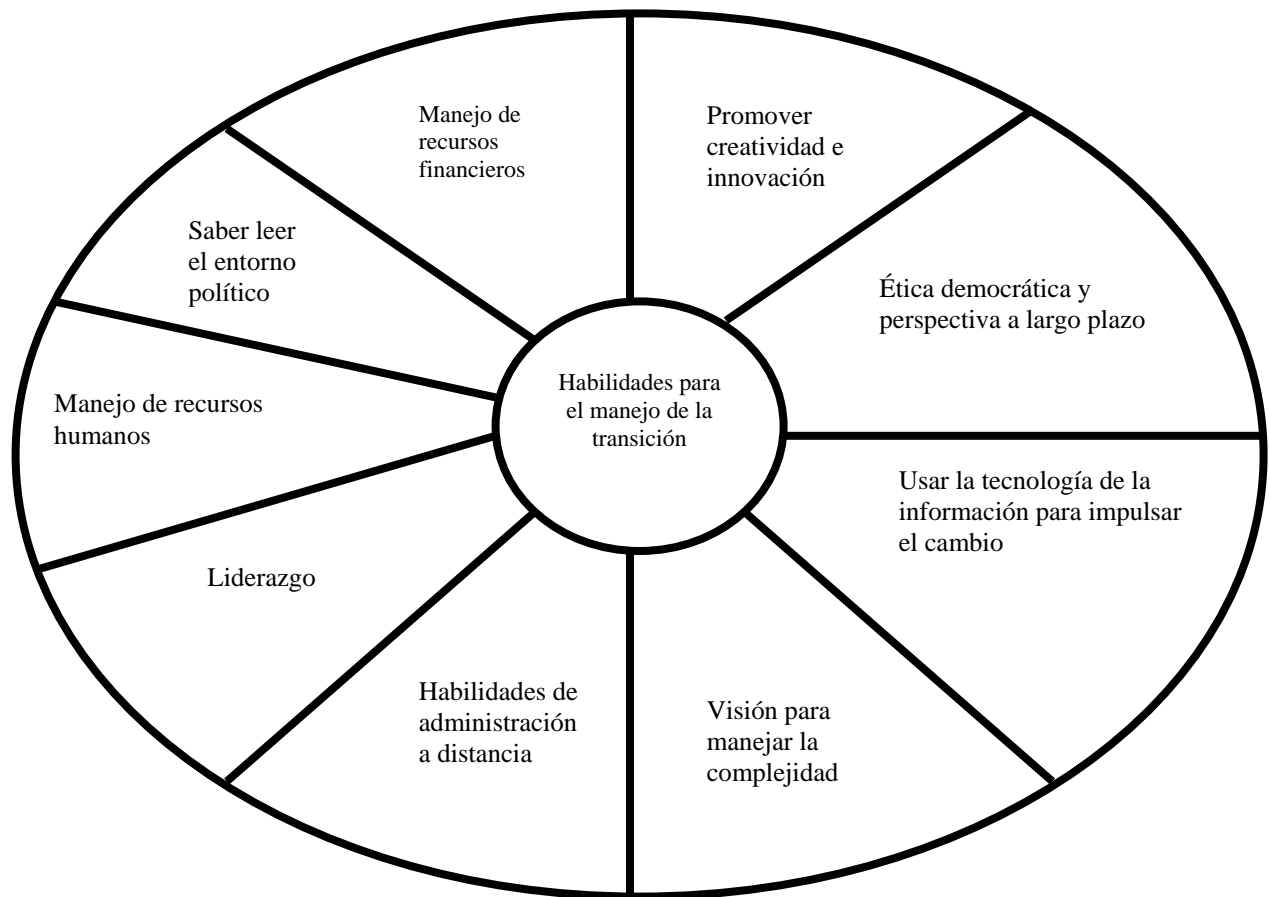 Manejo de
recursos
financieros
Promover
creatividad e
innovación
Saber leer
el entorno
político
Ética democrática y
perspectiva a largo plazo
Habilidades para
el manejo de la
transición
Manejo de recursos
humanos
Usar la tecnología de la
información para impulsar
el cambio
Liderazgo
Habilidades de
administración
a distancia
Visión para
manejar la
complejidad